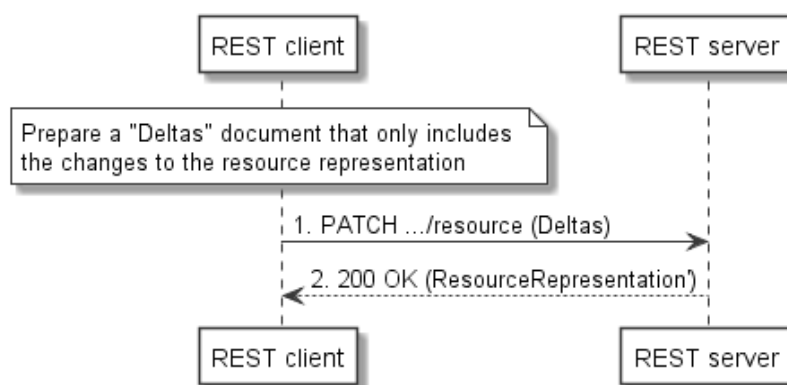 REST client
REST server
Prepare a "Deltas" document that only includes
the changes to the resource representation
1. PATCH .../resource (Deltas)
2. 200 OK (ResourceRepresentation')
REST client
REST server